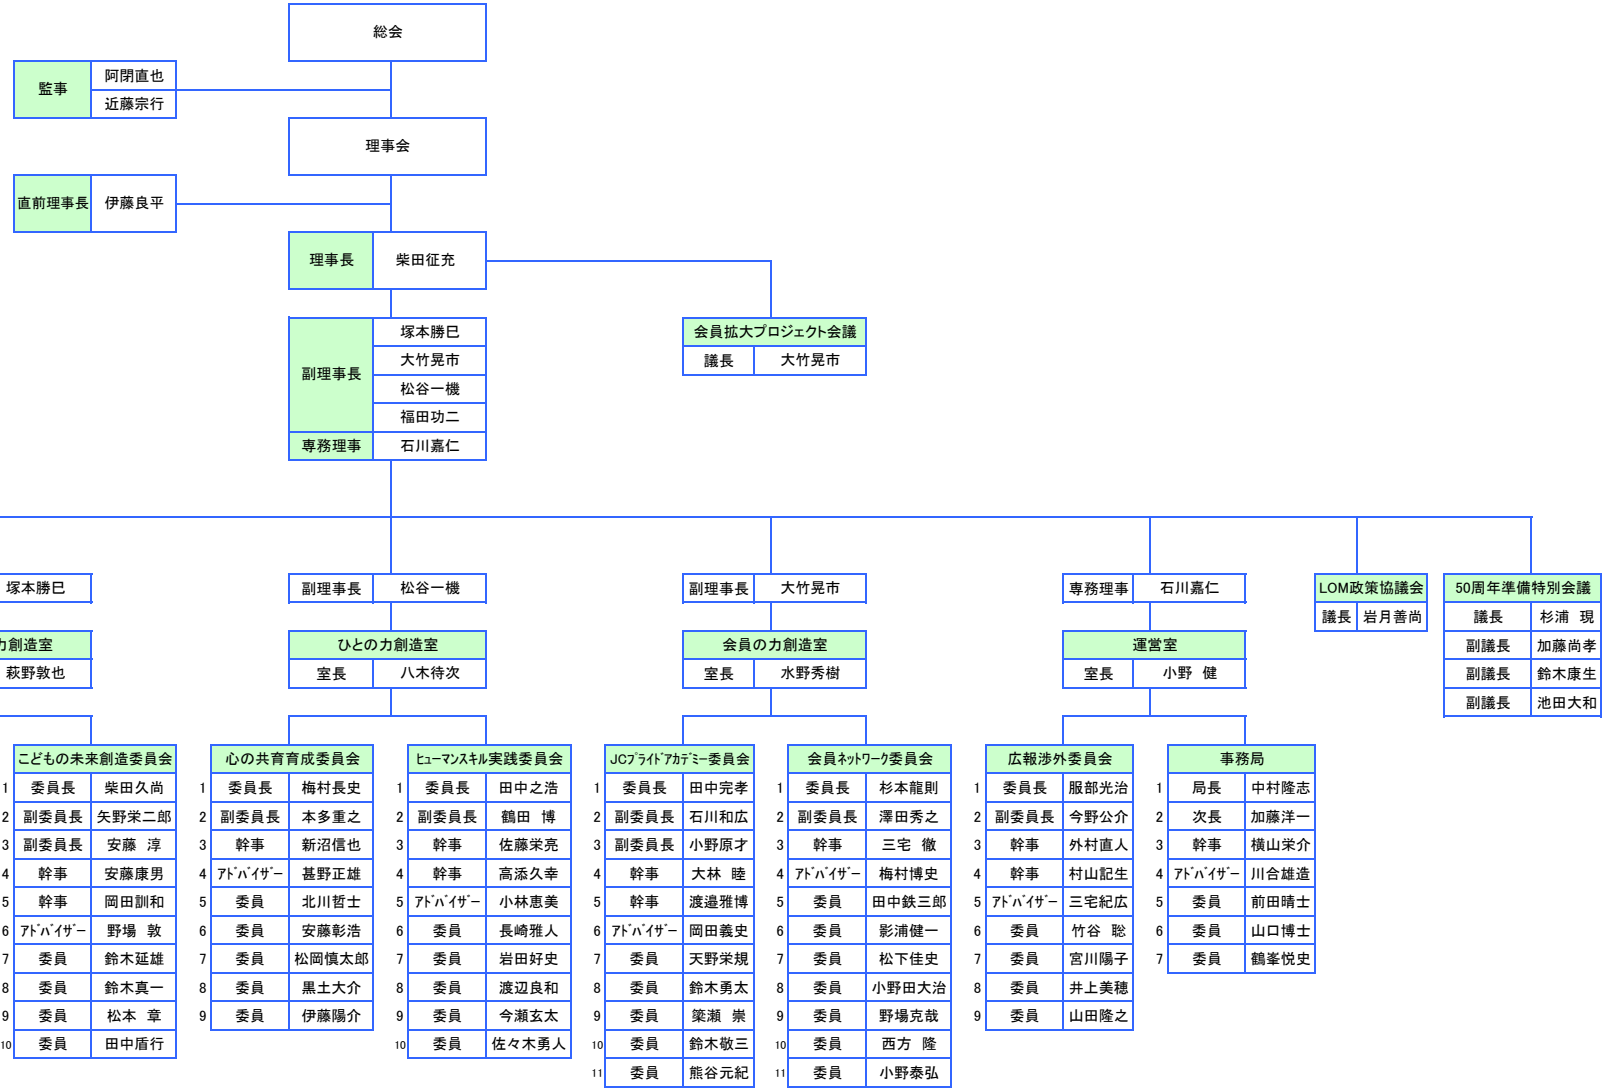 総会
監事 阿閉直也
近藤宗行
理事会
直前理事長 伊藤良平
理事長 柴田征充
副理事長 塚本勝巳
大竹晃市
松谷一機
福田功二
専務理事 石川嘉仁
会員拡大プロジェクト会議
議長 大竹晃市
塚本勝巳
力創造室
萩野敦也
副理事長 松谷一機
ひとの力創造室
室長 八木待次
副理事長 大竹晃市
会員の力創造室
室長 水野秀樹
専務理事 石川嘉仁
運営室
室長 小野 健
LOM政策協議会
議長 岩月善尚
50周年準備特別会議
議長 杉浦 現
副議長 加藤尚孝
副議長 鈴木康生
副議長 池田大和
こどもの未来創造委員会
1 委員長 柴田久尚
2 副委員長 矢野栄二郎
3 副委員長 安藤 淳
4 幹事 安藤康男
5 幹事 岡田訓和
6 アドバイザー 野場 敦
7 委員 鈴木延雄
8 委員 鈴木真一
9 委員 松本 章
10 委員 田中盾行
心の共育育成委員会
1 委員長 梅村長史
2 副委員長 本多重之
3 幹事 新沼信也
4 アドバイザー 甚野正雄
5 委員 北川哲士
6 委員 安藤彰浩
7 委員 松岡慎太郎
8 委員 黒土大介
9 委員 伊藤陽介
ヒューマンスキル実践委員会
1 委員長 田中之浩
2 副委員長 鶴田 博
3 幹事 佐藤栄亮
4 幹事 高添久幸
5 アドバイザー 小林恵美
6 委員 長崎雅人
7 委員 岩田好史
8 委員 渡辺良和
9 委員 今瀬玄太
10 委員 佐々木勇人
JCプライドアカデミー委員会
1 委員長 田中完孝
2 副委員長 石川和広
3 副委員長 小野原才
4 幹事 大林 睦
5 幹事 渡邉雅博
6 アドバイザー 岡田義史
7 委員 天野栄規
8 委員 鈴木勇太
9 委員 簗瀬 崇
10 委員 鈴木敬三
11 委員 熊谷元紀
会員ネットワーク委員会
1 委員長 杉本龍則
2 副委員長 澤田秀之
3 幹事 三宅 徹
4 アドバイザー 梅村博史
5 委員 田中鉄三郎
6 委員 影浦健一
7 委員 松下佳史
8 委員 小野田大治
9 委員 野場克哉
10 委員 西方 隆
11 委員 小野泰弘
広報渉外委員会
1 委員長 服部光治
2 副委員長 今野公介
3 幹事 外村直人
4 幹事 村山記生
5 アドバイザー 三宅紀広
6 委員 竹谷 聡
7 委員 宮川陽子
8 委員 井上美穂
9 委員 山田隆之
事務局
1 局長 中村隆志
2 次長 加藤洋一
3 幹事 横山栄介
4 アドバイザー 川合雄造
5 委員 前田晴士
6 委員 山口博士
7 委員 鶴峯悦史